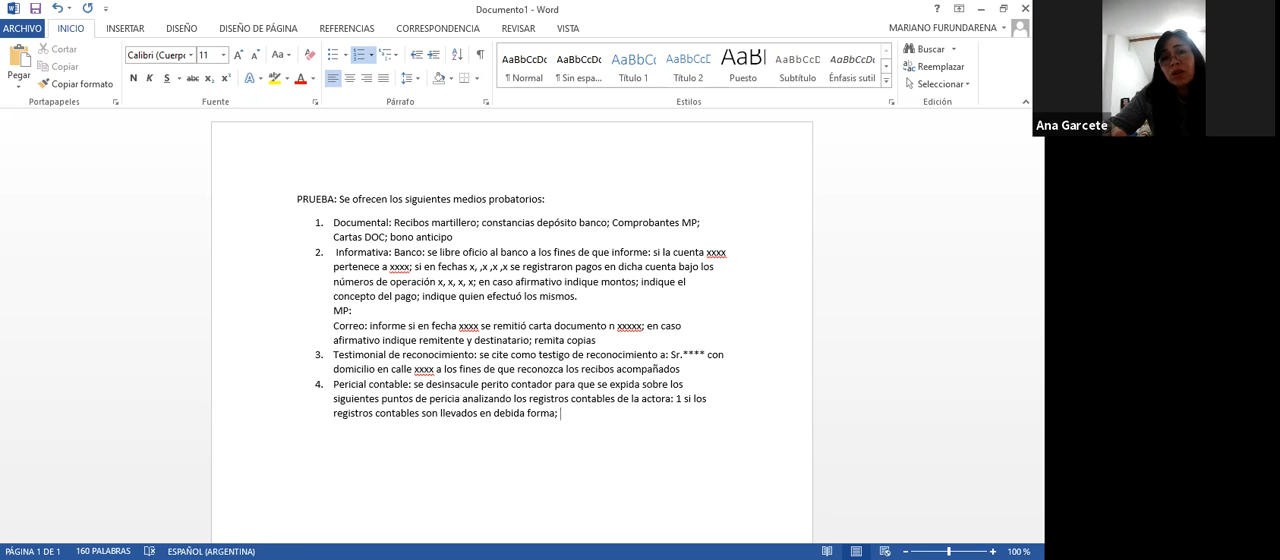 Documento1 - Word
ARCHIVO INICIO INSERTAR DISEÑO DISEÑO DE PÁGINA REFERENCIAS CORRESPONDENCIA REVISAR VISTA MARIANO FURUNDARENA
Pegar
Cortar
Copiar
Copiar formato
Portapapeles
Calibri (Cuerpo 11
Fuente
Párrafo
AaBbCcDc AaBbCcDc AaBbCc AaBbCcD AaBl AaBbCcD AaBbCcDc
¶ Normal ¶ Sin espa... Título 1 Título 2 Puesto Subtítulo Énfasis sutil
Estilos
Buscar
Reemplazar
Seleccionar
Edición
Ana Garcete
PRUEBA: Se ofrecen los siguientes medios probatorios:
1. Documental: Recibos martillero; constancias depósito banco; Comprobantes MP;
Cartas DOC; bono anticipo
2. Informativa: Banco: se libre oficio al banco a los fines de que informe: si la cuenta xxxx
pertenece a xxxx; si en fechas x, ,x ,x ,x se registraron pagos en dicha cuenta bajo los
números de operación x, x, x, x; en caso afirmativo indique montos; indique el
concepto del pago; indique quien efectuó los mismos.
MP:
Correo: informe si en fecha xxxx se remitió carta documento n xxxxx; en caso
afirmativo indique remitente y destinatario; remita copias
3. Testimonial de reconocimiento: se cite como testigo de reconocimiento a: Sr.**** con
domicilio en calle xxxx a los fines de que reconozca los recibos acompañados
4. Pericial contable: se desinsacule perito contador para que se expida sobre los
siguientes puntos de pericia analizando los registros contables de la actora: 1 si los
registros contables son llevados en debida forma;
PÁGINA 1 DE 1 160 PALABRAS ESPAÑOL (ARGENTINA) 100 %